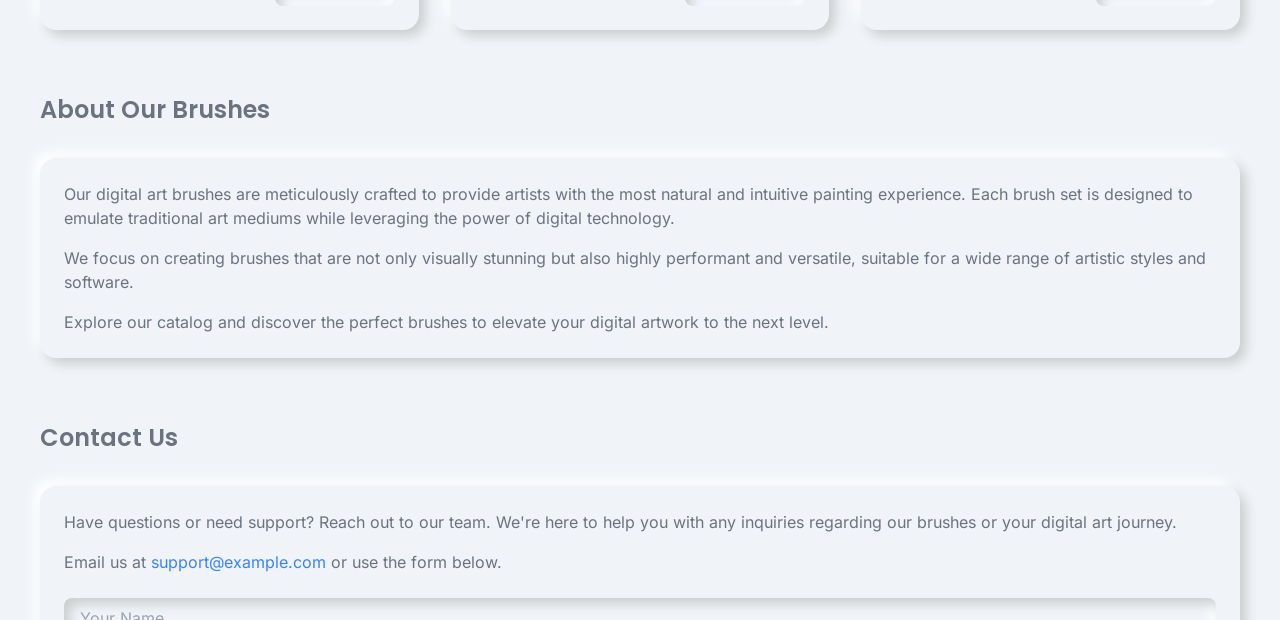 About Our Brushes
Our digital art brushes are meticulously crafted to provide artists with the most natural and intuitive painting experience. Each brush set is designed to
emulate traditional art mediums while leveraging the power of digital technology.
We focus on creating brushes that are not only visually stunning but also highly performant and versatile, suitable for a wide range of artistic styles and
software.
Explore our catalog and discover the perfect brushes to elevate your digital artwork to the next level.
Contact Us
Have questions or need support? Reach out to our team. We're here to help you with any inquiries regarding our brushes or your digital art journey.
Email us at support@example.com or use the form below.
Your Name